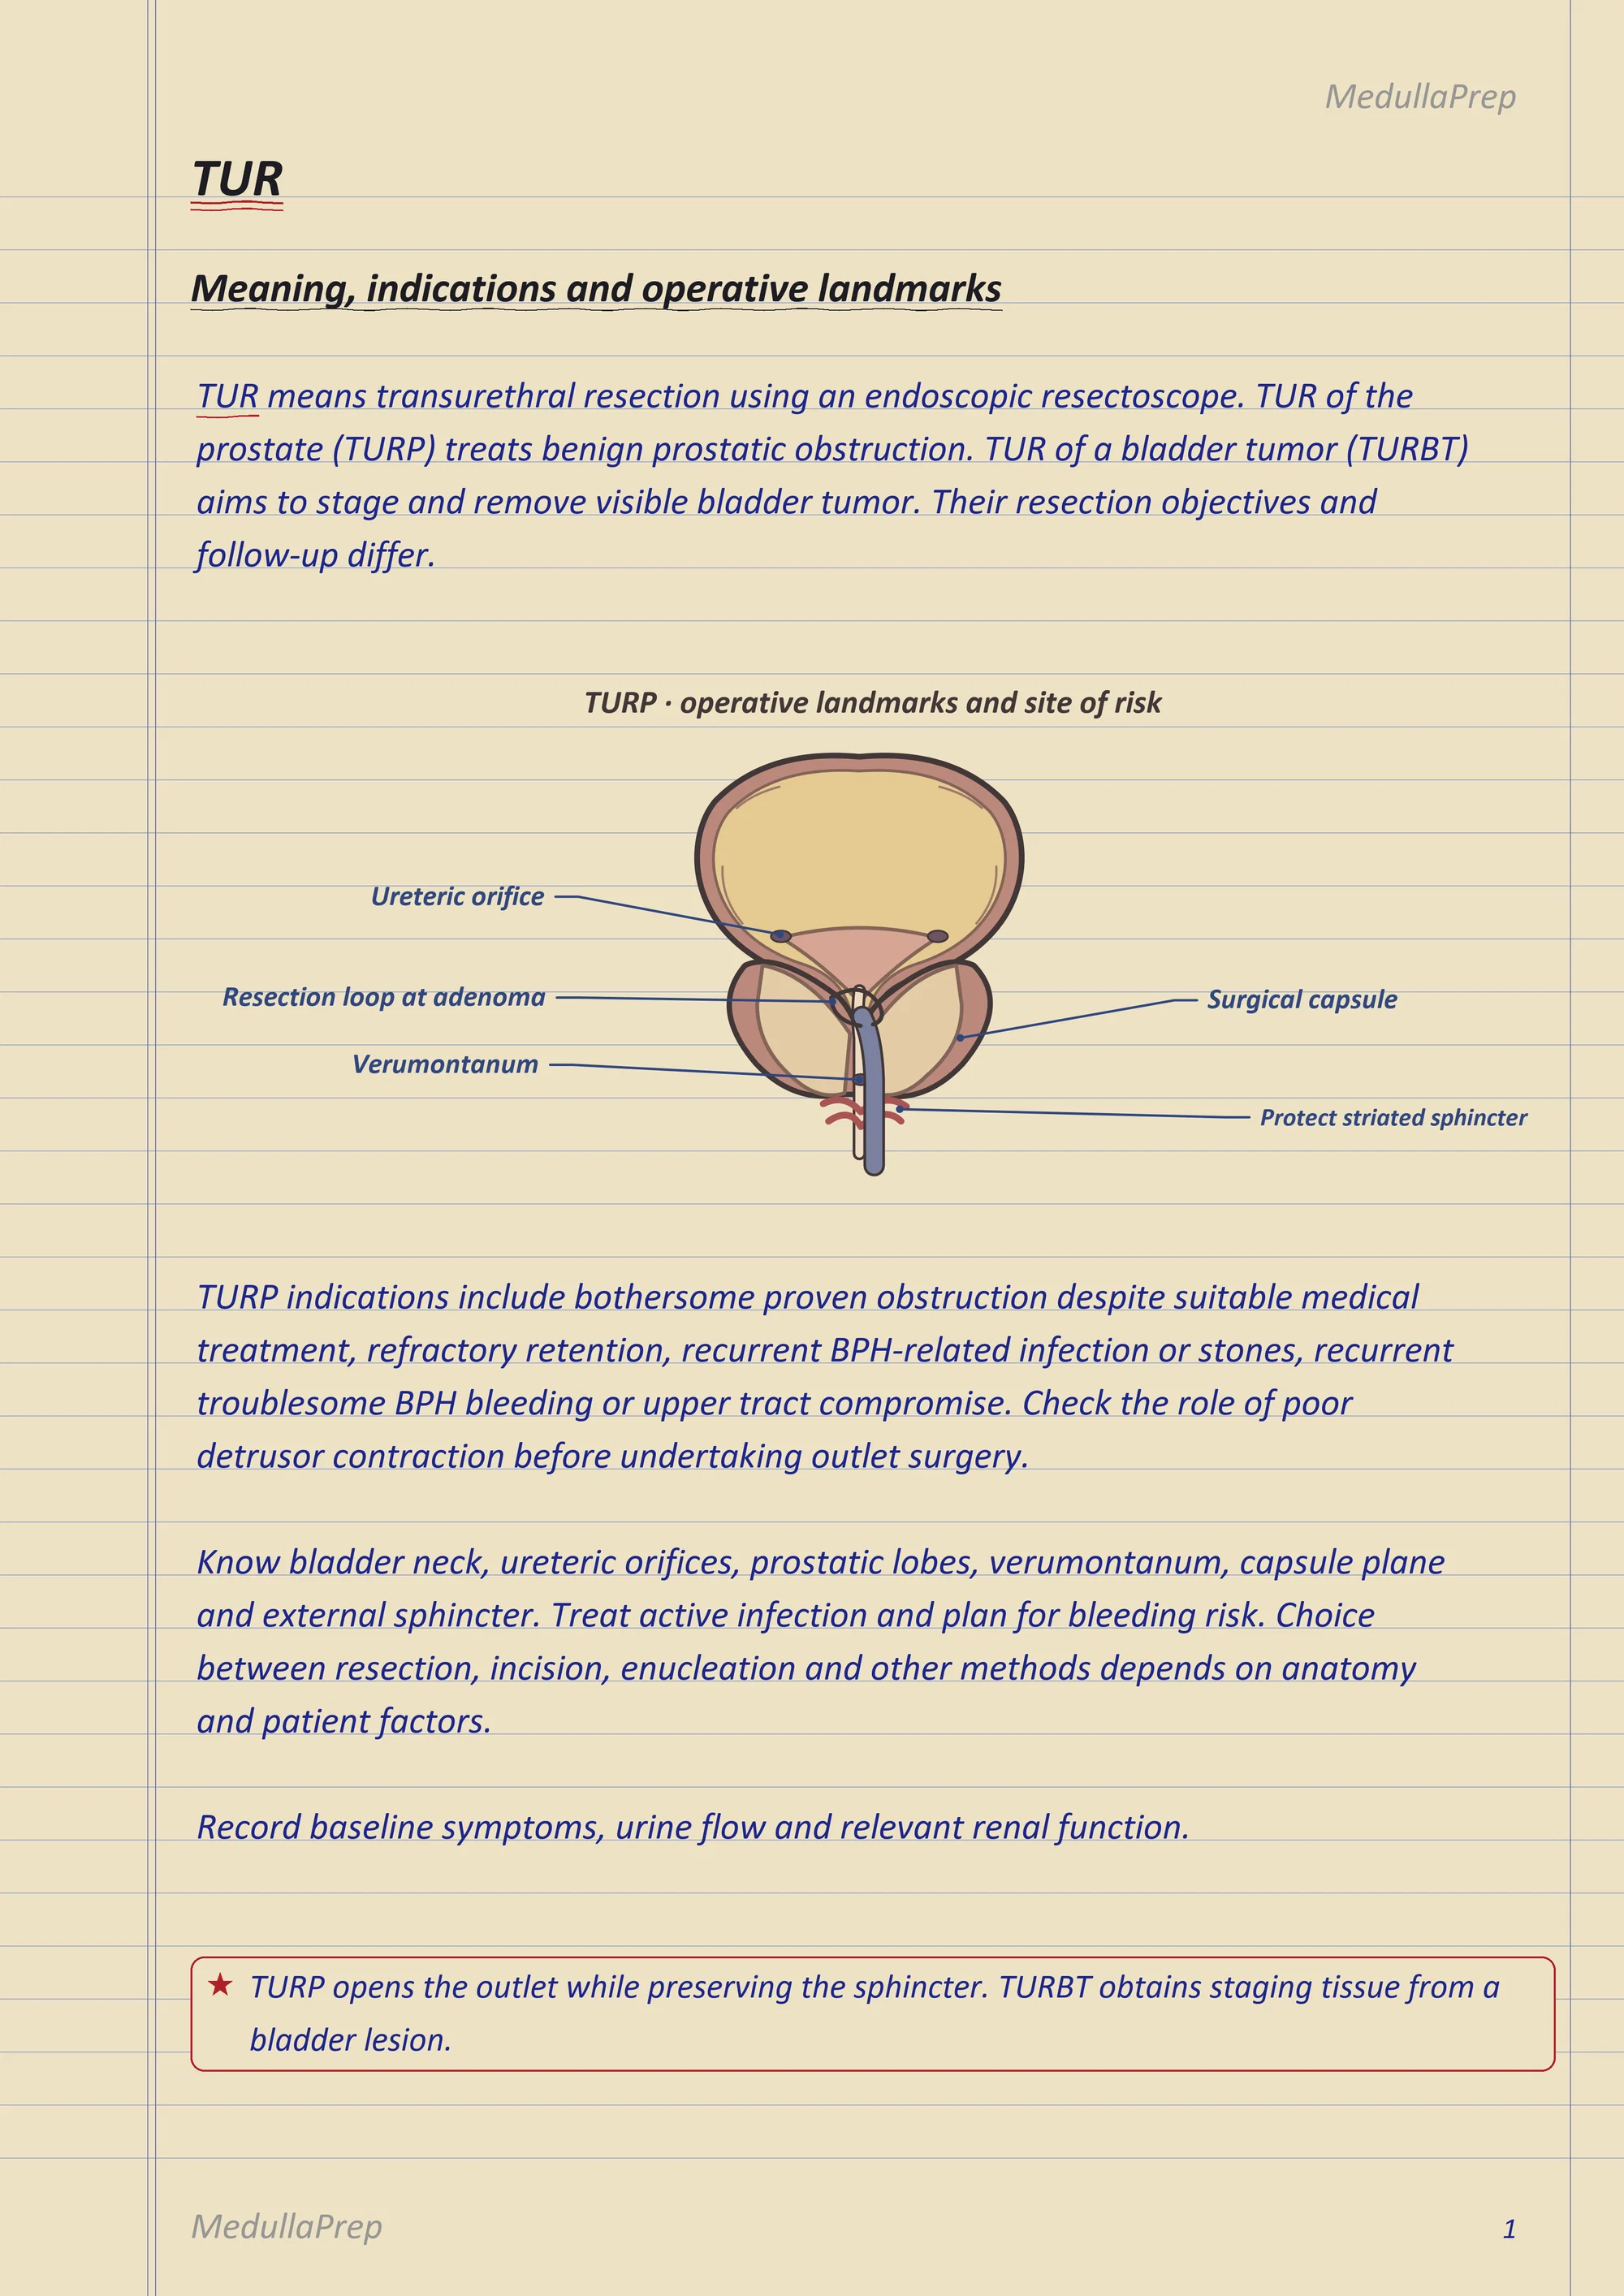 MedullaPrep
TUR
Meaning, indications and operative landmarks
TUR means transurethral resection using an endoscopic resectoscope. TUR of the
prostate (TURP) treats benign prostatic obstruction. TUR of a bladder tumor (TURBT)
aims to stage and remove visible bladder tumor. Their resection objectives and
follow-up differ.
TURP · operative landmarks and site of risk
Ureteric orifice
Resection loop at adenoma
Surgical capsule
Verumontanum
Protect striated sphincter
TURP indications include bothersome proven obstruction despite suitable medical
treatment, refractory retention, recurrent BPH-related infection or stones, recurrent
troublesome BPH bleeding or upper tract compromise. Check the role of poor
detrusor contraction before undertaking outlet surgery.
Know bladder neck, ureteric orifices, prostatic lobes, verumontanum, capsule plane
and external sphincter. Treat active infection and plan for bleeding risk. Choice
between resection, incision, enucleation and other methods depends on anatomy
and patient factors.
Record baseline symptoms, urine flow and relevant renal function.
★ TURP opens the outlet while preserving the sphincter. TURBT obtains staging tissue from a
bladder lesion.
MedullaPrep
1